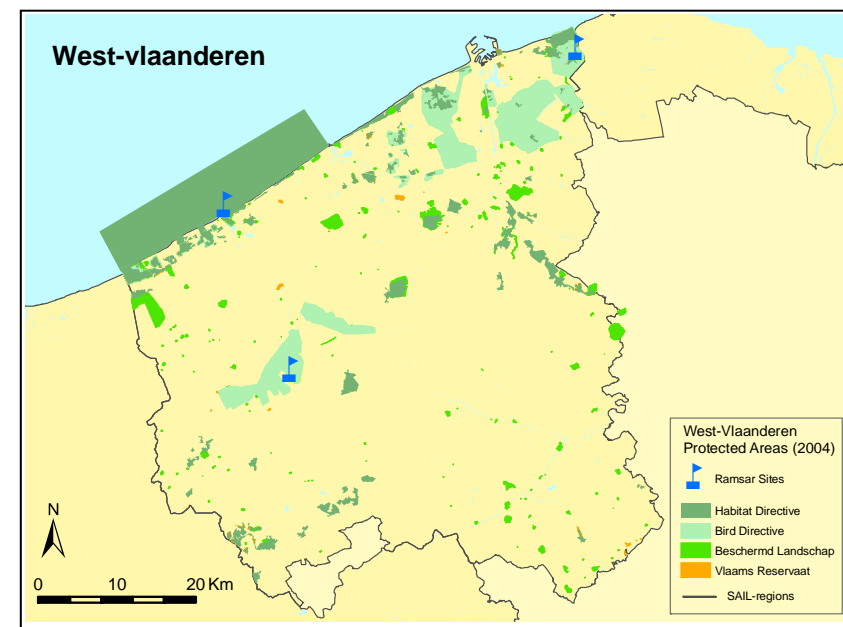 West-vlaanderen
West-Vlaanderen
Protected Areas (2004)
Ramsar Sites
Habitat Directive
Bird Directive
Beschermd Landschap
Vlaams Reservaat
SAIL-regions
N
0 10 20 Km